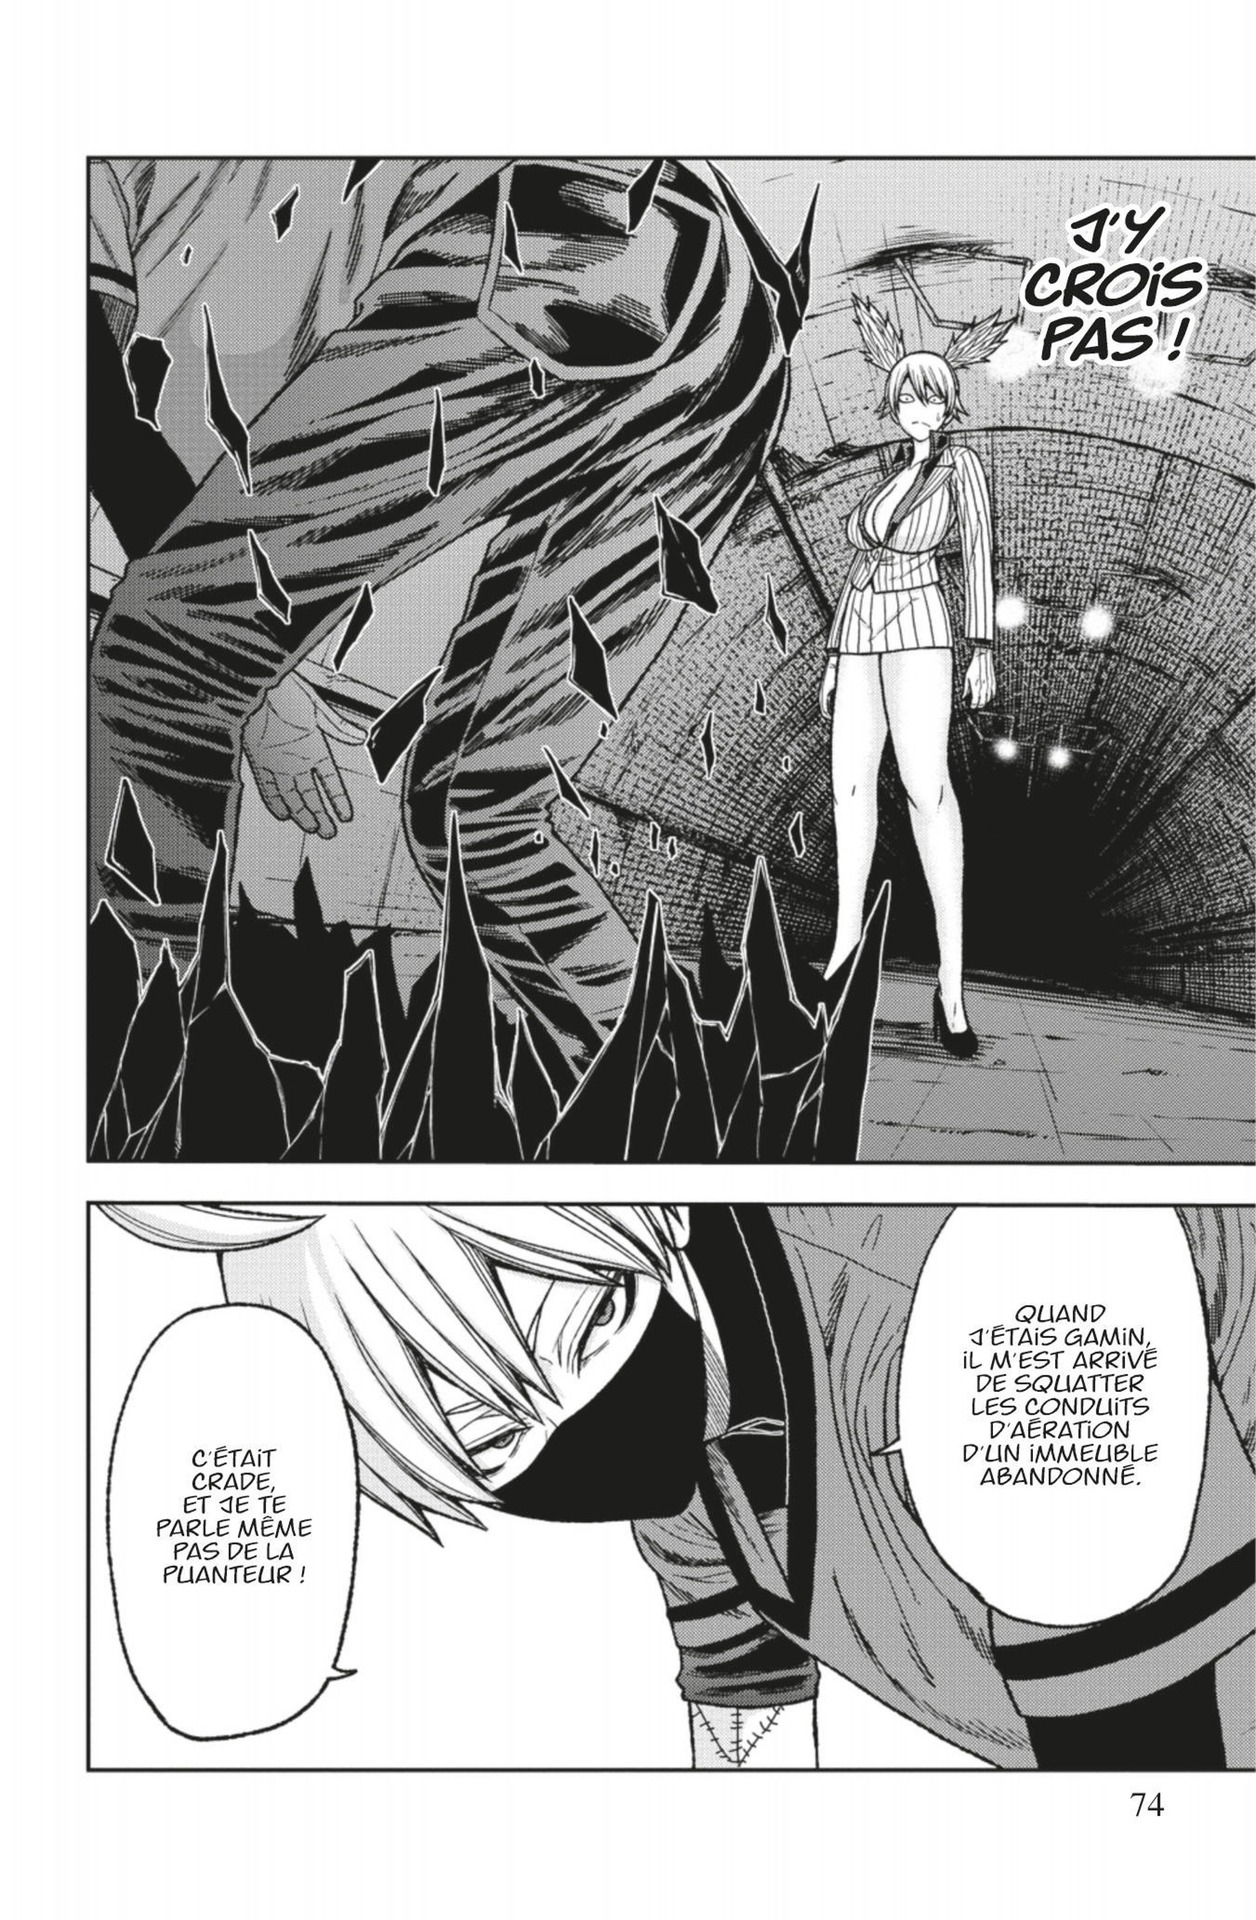 J'Y
CROIS
PAS !
QUAND
J'ÉTAIS GAMIN,
IL M'EST ARRIVÉ
DE SQUATTER
LES CONDUITS
D'AÉRATION
D'UN IMMEUBLE
ABANDONNÉ.
C'ÉTAIT
CRADE,
ET JE TE
PARLE MÊME
PAS DE LA
PUANTEUR !
74